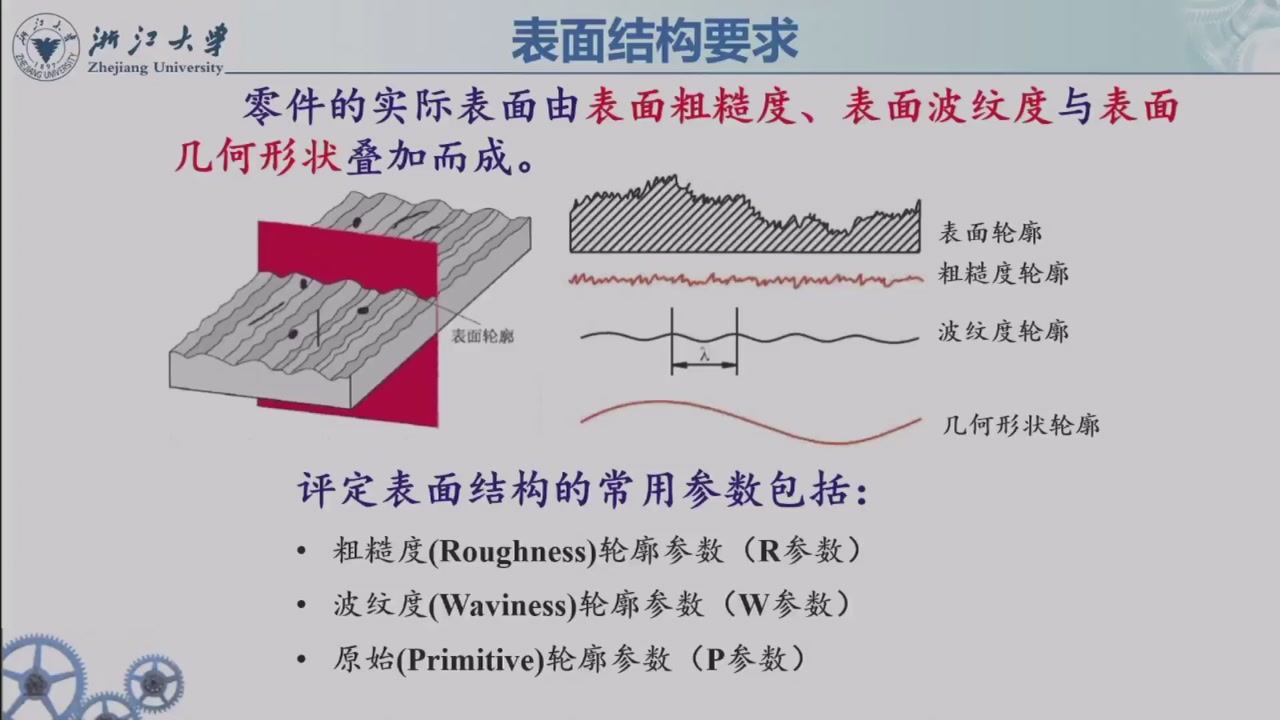 浙江大学
Zhejiang University
ZHEJIANG UNIVERSITY
1897
表面结构要求
零件的实际表面由表面粗糙度、表面波纹度与表面
几何形状叠加而成。
表面轮廓
表面轮廓
粗糙度轮廓
波纹度轮廓
λ
几何形状轮廓
评定表面结构的常用参数包括：
• 粗糙度(Roughness)轮廓参数（R参数）
• 波纹度(Waviness)轮廓参数（W参数）
• 原始(Primitive)轮廓参数（P参数）